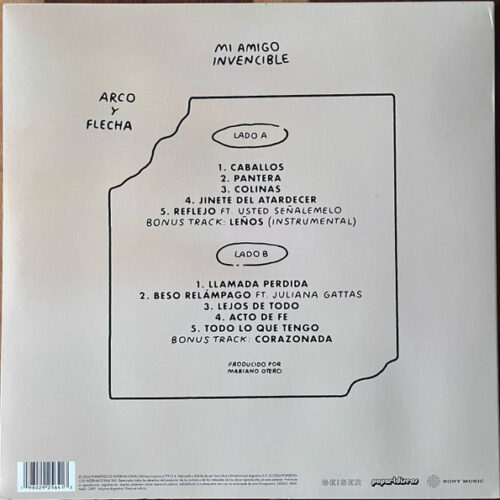 MI AMIGO
INVENCIBLE
ARCO
Y
FLECHA
LADO A
1. CABALLOS
2. PANTERA
3. COLINAS
4. JINETE DEL ATARDECER
5. REFLEJO FT. USTED SEÑALEMELO
BONUS TRACK: LEÑOS (INSTRUMENTAL)
LADO B
1. LLAMADA PERDIDA
2. BESO RELÁMPAGO FT. JULIANA GATTAS
3. LEJOS DE TODO
4. ACTO DE FE
5. TODO LO QUE TENGO
BONUS TRACK: CORAZONADA
PRODUCIDO POR
MARIANO OTERO
GEISER
popartdiscos
SONY MUSIC